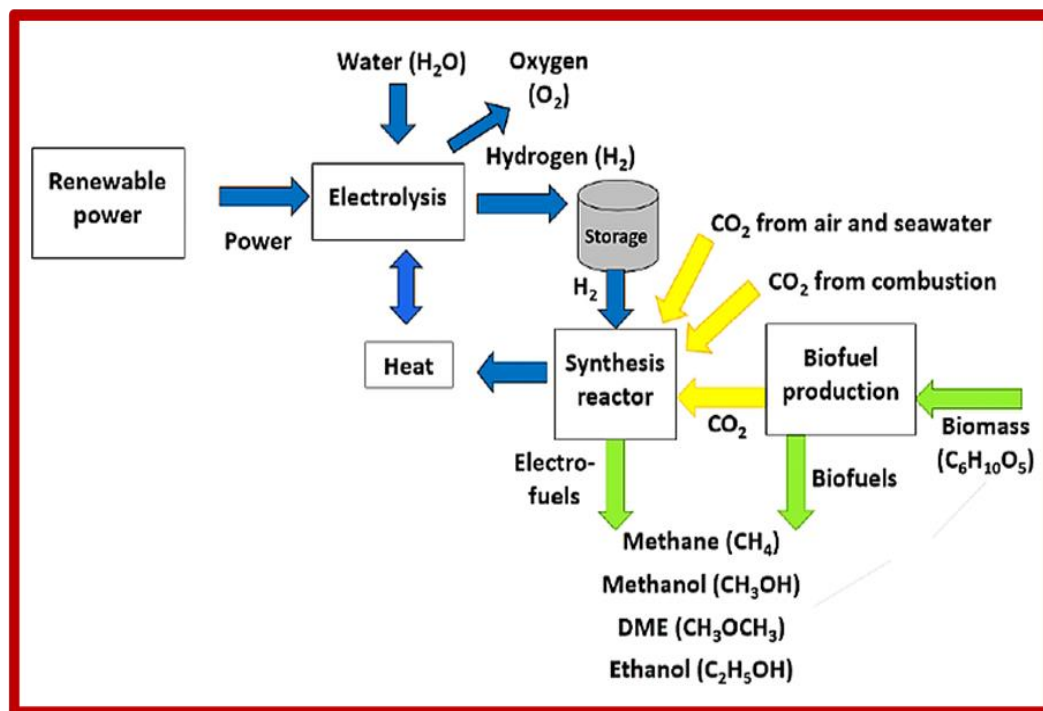 Water (H₂O)
Oxygen
(O₂)
Hydrogen (H₂)
Renewable
power
Power
Electrolysis
Storage
CO₂ from air and seawater
H₂
CO₂ from combustion
Heat
Synthesis
reactor
Biofuel
production
CO₂
Biomass
(C₆H₁₀O₅)
Electro-
fuels
Biofuels
Methane (CH₄)
Methanol (CH₃OH)
DME (CH₃OCH₃)
Ethanol (C₂H₅OH)